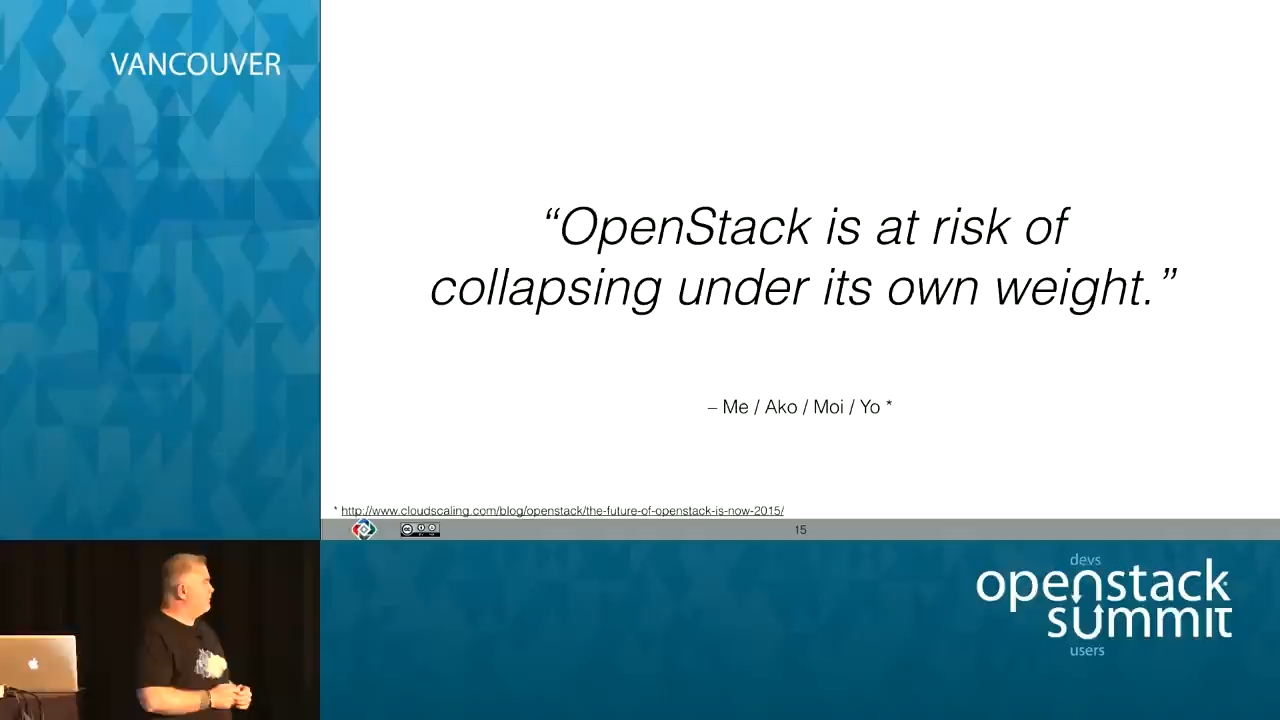 VANCOUVER
“OpenStack is at risk of
collapsing under its own weight.”
– Me / Ako / Moi / Yo *
* http://www.cloudscaling.com/blog/openstack/the-future-of-openstack-is-now-2015/
15
devs
openstack
summit
users